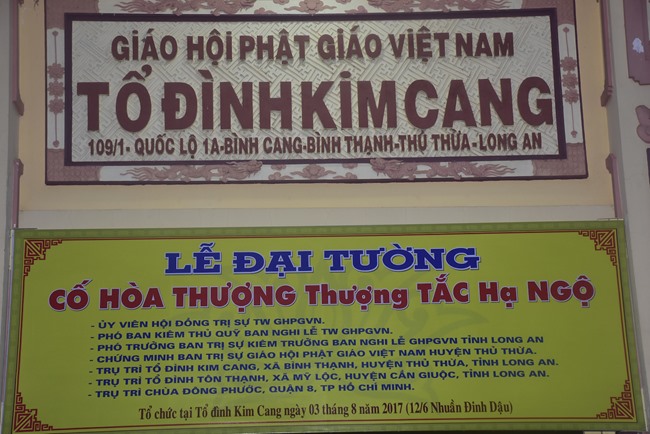 GIÁO HỘI PHẬT GIÁO VIỆT NAM
TỔ ĐÌNH KIM CANG
109/1- QUỐC LỘ 1A-BÌNH CANG-BÌNH THẠNH-THỦ THỪA-LONG AN
LỄ ĐẠI TƯỜNG
CỐ HÒA THƯỢNG Thượng TẮC Hạ NGỘ
- ỦY VIÊN HỘI ĐỒNG TRỊ SỰ TW GHPGVN.
- PHÓ BAN KIÊM THỦ QUỸ BAN NGHI LỄ TW GHPGVN.
- PHÓ TRƯỞNG BAN TRỊ SỰ KIÊM TRƯỞNG BAN NGHI LỄ GHPGVN TỈNH LONG AN
- CHỨNG MINH BAN TRỊ SỰ GIÁO HỘI PHẬT GIÁO VIỆT NAM HUYỆN THỦ THỪA.
- TRỤ TRÌ TỔ ĐÌNH KIM CANG, XÃ BÌNH THẠNH, HUYỆN THỦ THỪA, TỈNH LONG AN.
- TRỤ TRÌ TỔ ĐÌNH TÔN THẠNH, XÃ MỸ LỘC, HUYỆN CẦN GIUỘC, TỈNH LONG AN.
- TRỤ TRÌ CHÙA ĐÔNG PHƯỚC, QUẬN 8, TP HỒ CHÍ MINH.
Tổ chức tại Tổ đình Kim Cang ngày 03 tháng 8 năm 2017 (12/6 Nhuần Đinh Dậu)